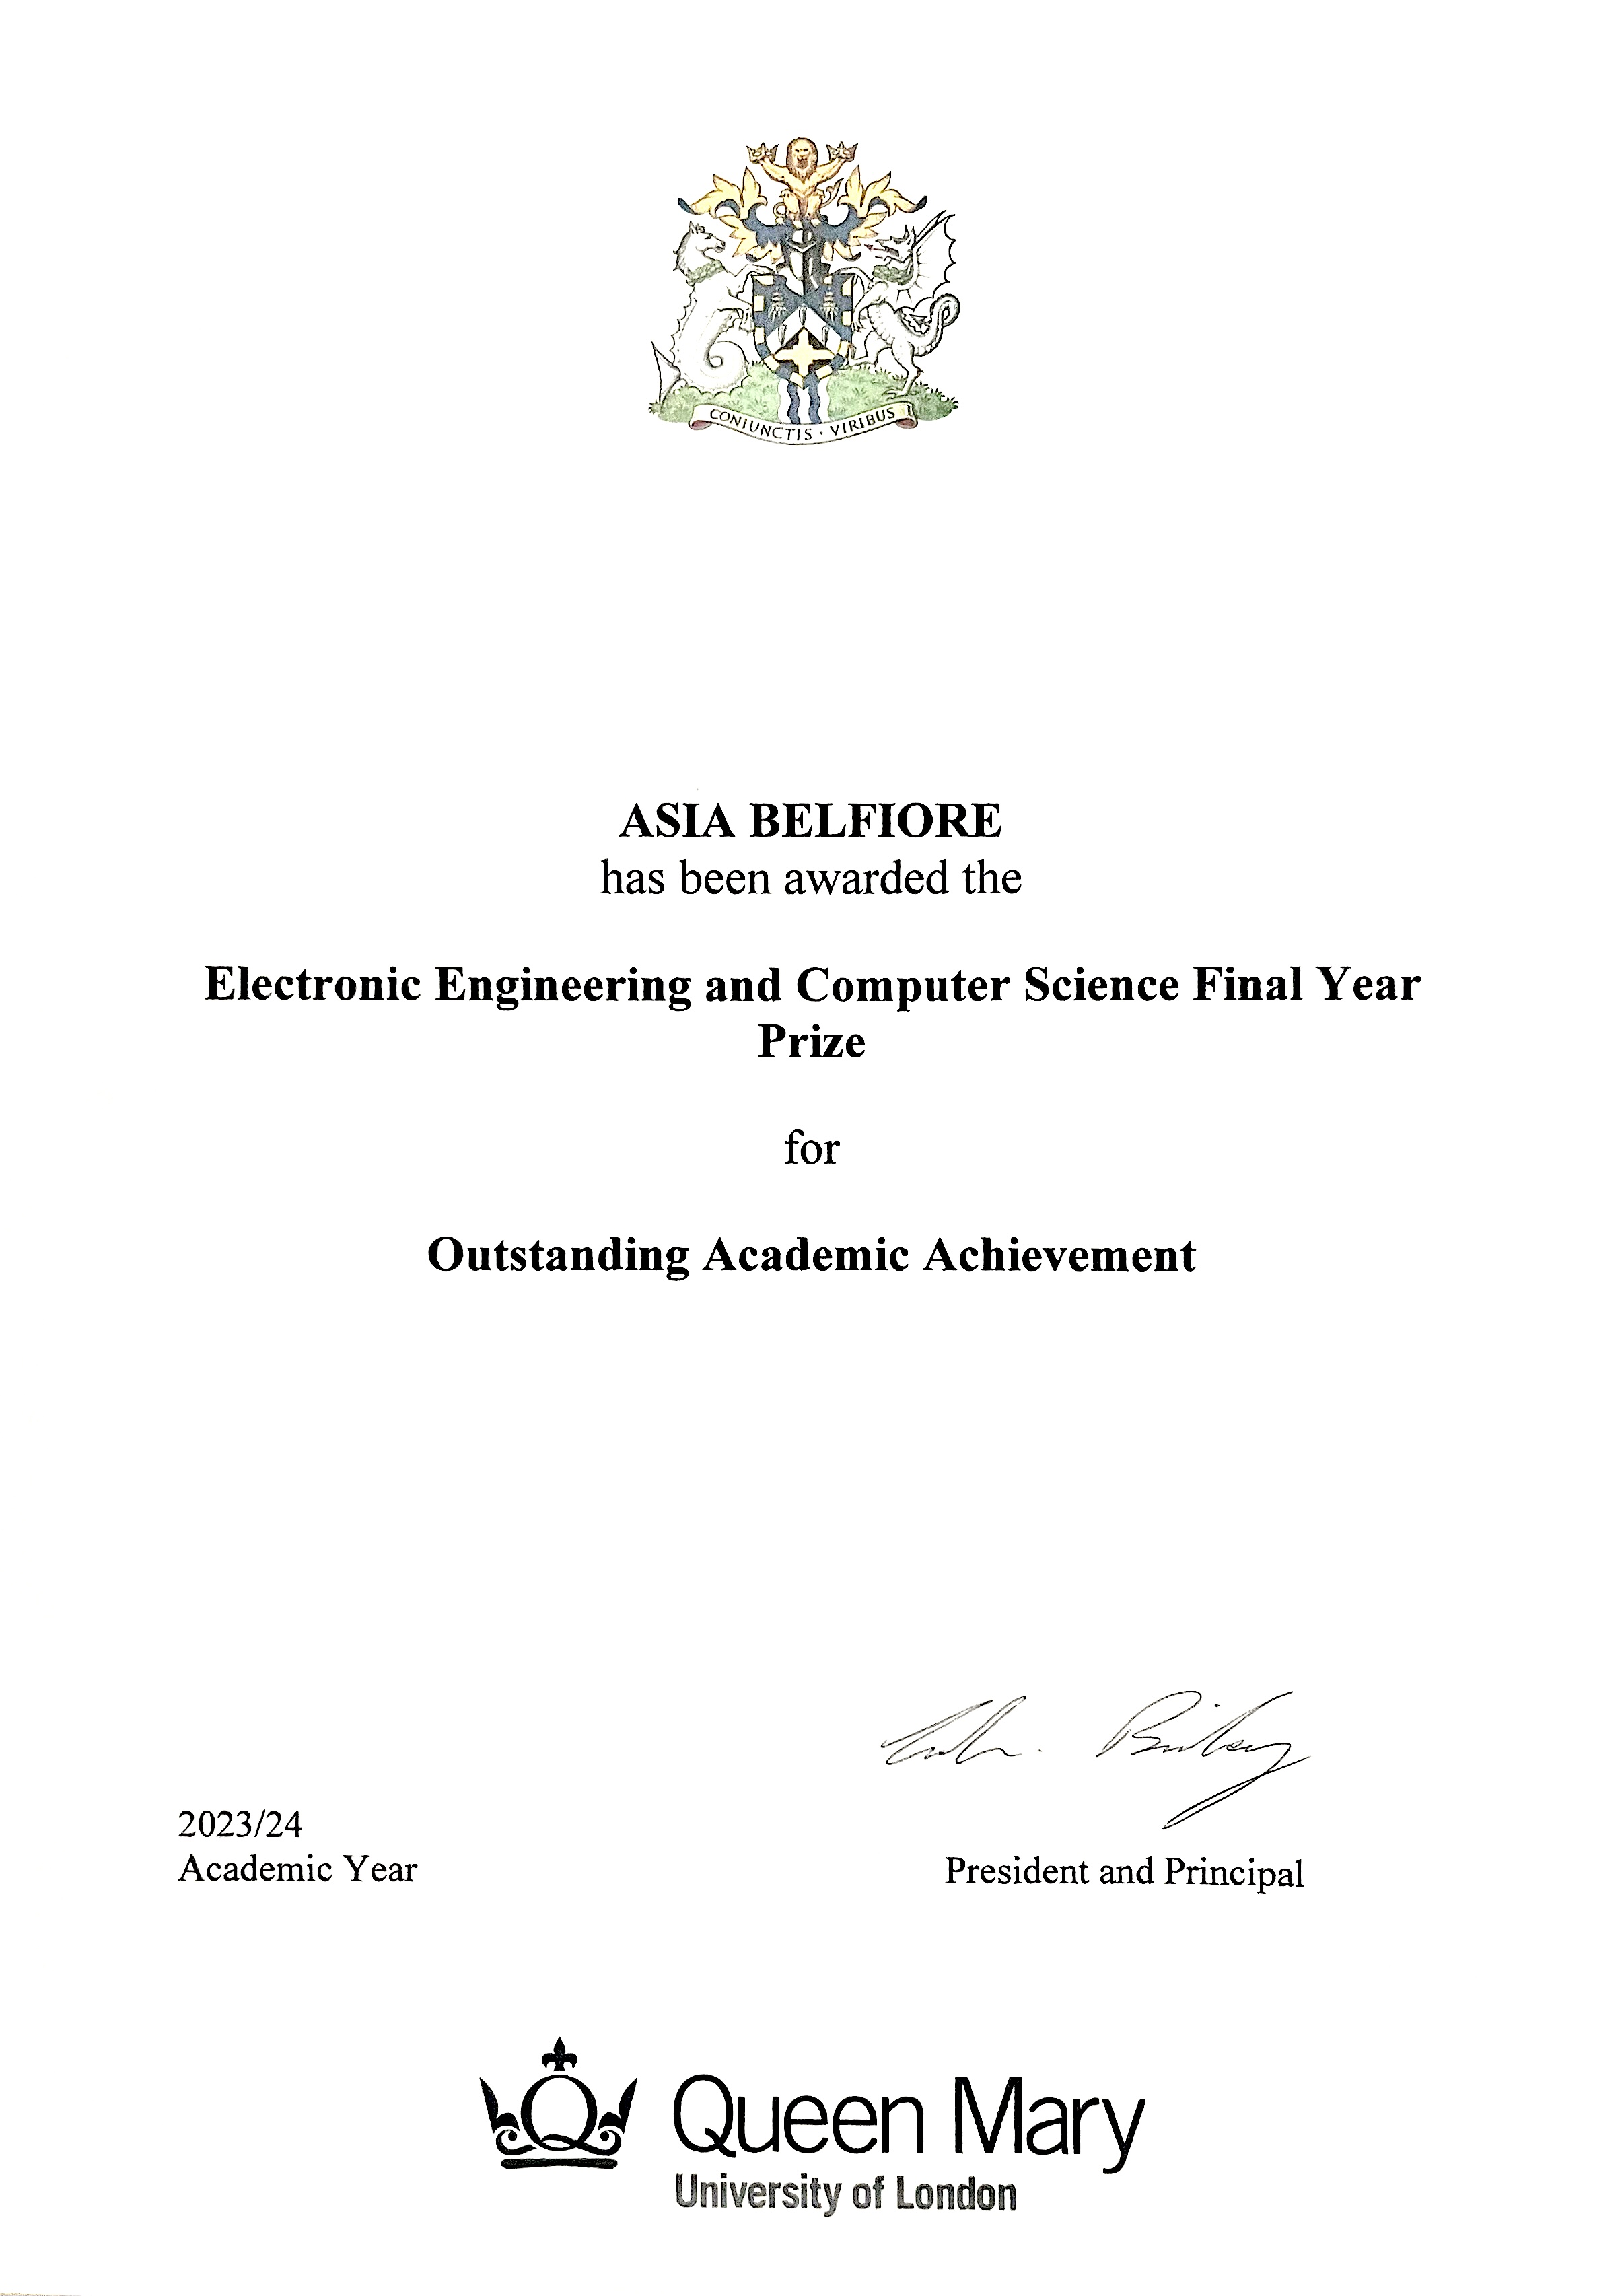 CONIUNCTIS · VIRIBUS
ASIA BELFIORE
has been awarded the
Electronic Engineering and Computer Science Final Year
Prize
for
Outstanding Academic Achievement
2023/24
Academic Year
President and Principal
Queen Mary
University of London